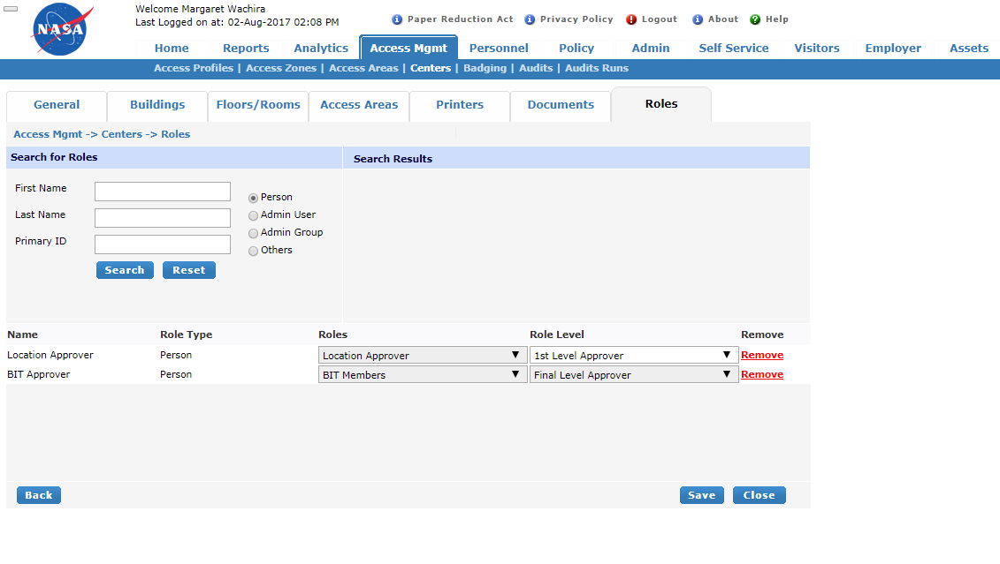 NASA
Welcome Margaret Wachira
Last Logged on at: 02-Aug-2017 02:08 PM
Paper Reduction Act Privacy Policy Logout About Help
Home Reports Analytics Access Mgmt Personnel Policy Admin Self Service Visitors Employer Assets
Access Profiles | Access Zones | Access Areas | Centers | Badging | Audits | Audits Runs
General Buildings Floors/Rooms Access Areas Printers Documents Roles
Access Mgmt -> Centers -> Roles
Search for Roles Search Results
First Name Person
Last Name Admin User
Primary ID Admin Group
Others
Search Reset
Name Role Type Roles Role Level Remove
Location Approver Person Location Approver 1st Level Approver Remove
BIT Approver Person BIT Members Final Level Approver Remove
Back Save Close